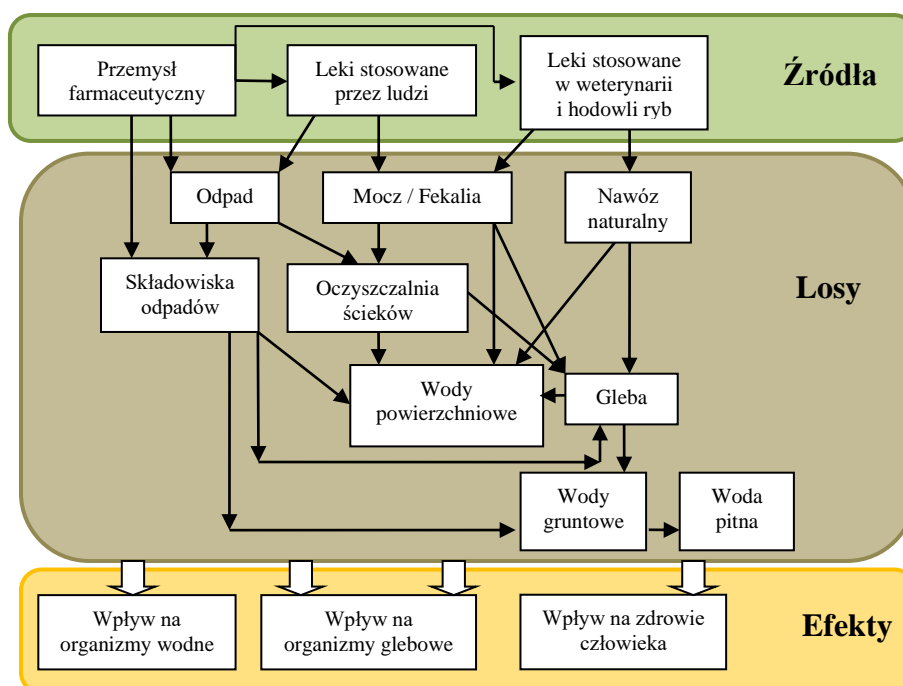 Przemysł
farmaceutyczny
Leki stosowane
przez ludzi
Leki stosowane
w weterynarii
i hodowli ryb
Źródła
Odpad
Mocz / Fekalia
Nawóz
naturalny
Składowiska
odpadów
Oczyszczalnia
ścieków
Losy
Wody
powierzchniowe
Gleba
Wody
gruntowe
Woda
pitna
Wpływ na
organizmy wodne
Wpływ na
organizmy glebowe
Wpływ na zdrowie
człowieka
Efekty